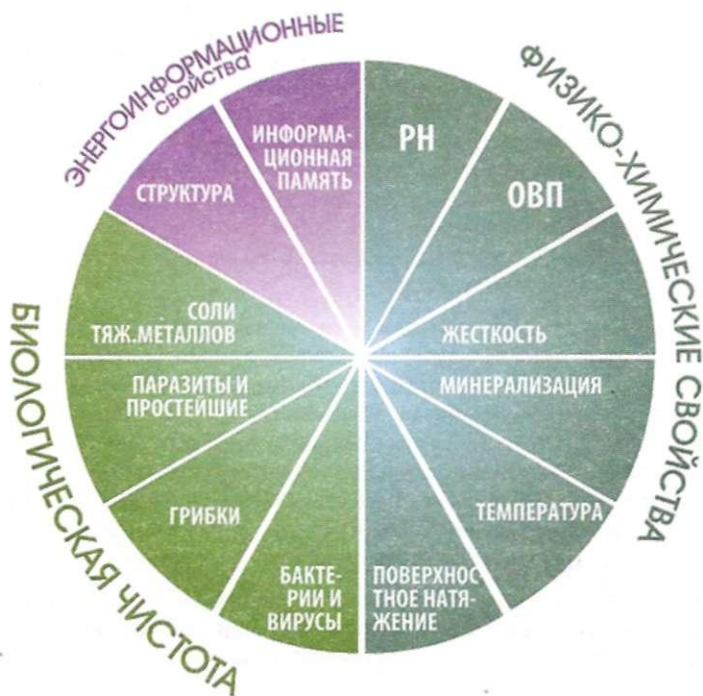 ЭНЕРГОИНФОРМАЦИОННЫЕ
свойства
ФИЗИКО-ХИМИЧЕСКИЕ СВОЙСТВА
БИОЛОГИЧЕСКАЯ ЧИСТОТА
ИНФОРМА-
ЦИОННАЯ
ПАМЯТЬ
СТРУКТУРА
РН
ОВП
ЖЕСТКОСТЬ
МИНЕРАЛИЗАЦИЯ
ТЕМПЕРАТУРА
ПОВЕРХНОС-
ТНОЕ НАТЯ-
ЖЕНИЕ
БАКТЕ-
РИИ И
ВИРУСЫ
ГРИБКИ
ПАРАЗИТЫ И
ПРОСТЕЙШИЕ
СОЛИ
ТЯЖ.МЕТАЛЛОВ